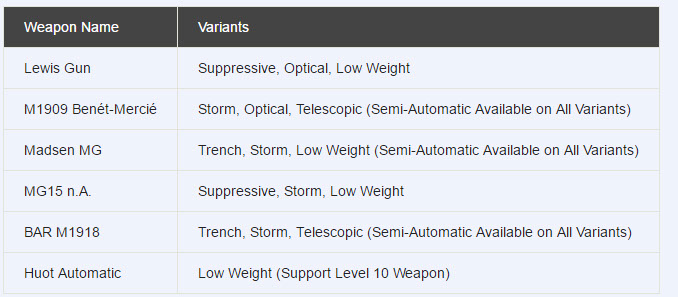 Weapon Name Variants
Lewis Gun Suppressive, Optical, Low Weight
M1909 Benét-Mercié Storm, Optical, Telescopic (Semi-Automatic Available on All Variants)
Madsen MG Trench, Storm, Low Weight (Semi-Automatic Available on All Variants)
MG15 n.A. Suppressive, Storm, Low Weight
BAR M1918 Trench, Storm, Telescopic (Semi-Automatic Available on All Variants)
Huot Automatic Low Weight (Support Level 10 Weapon)